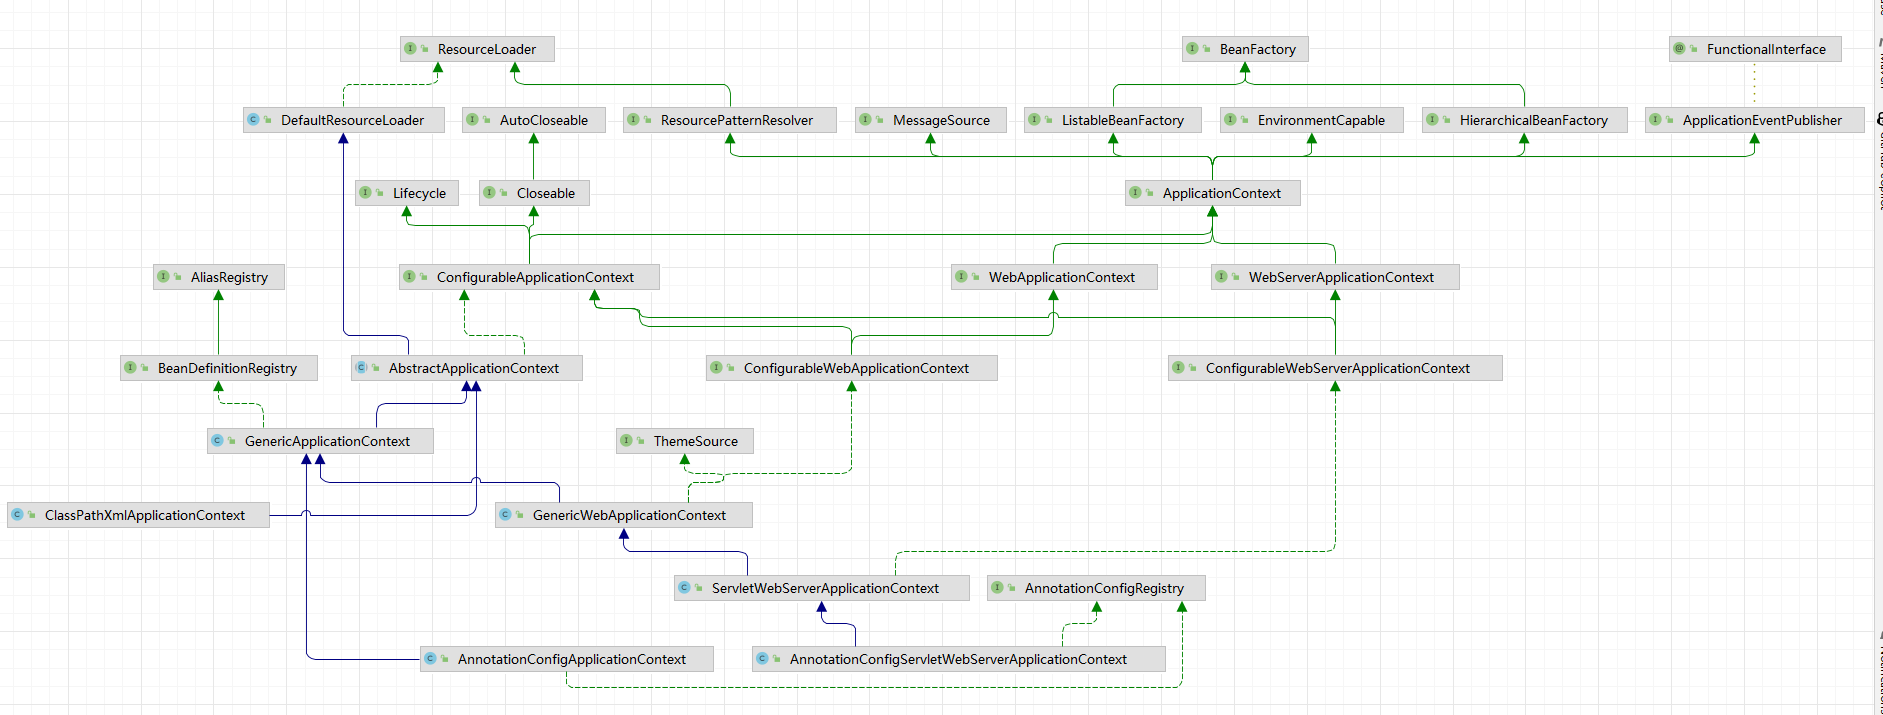 ResourceLoader
BeanFactory
FunctionalInterface
DefaultResourceLoader
AutoCloseable
ResourcePatternResolver
MessageSource
ListableBeanFactory
EnvironmentCapable
HierarchicalBeanFactory
ApplicationEventPublisher
Lifecycle
Closeable
ApplicationContext
AliasRegistry
ConfigurableApplicationContext
WebApplicationContext
WebServerApplicationContext
BeanDefinitionRegistry
AbstractApplicationContext
ConfigurableWebApplicationContext
ConfigurableWebServerApplicationContext
GenericApplicationContext
ThemeSource
ClassPathXmlApplicationContext
GenericWebApplicationContext
ServletWebServerApplicationContext
AnnotationConfigRegistry
AnnotationConfigApplicationContext
AnnotationConfigServletWebServerApplicationContext